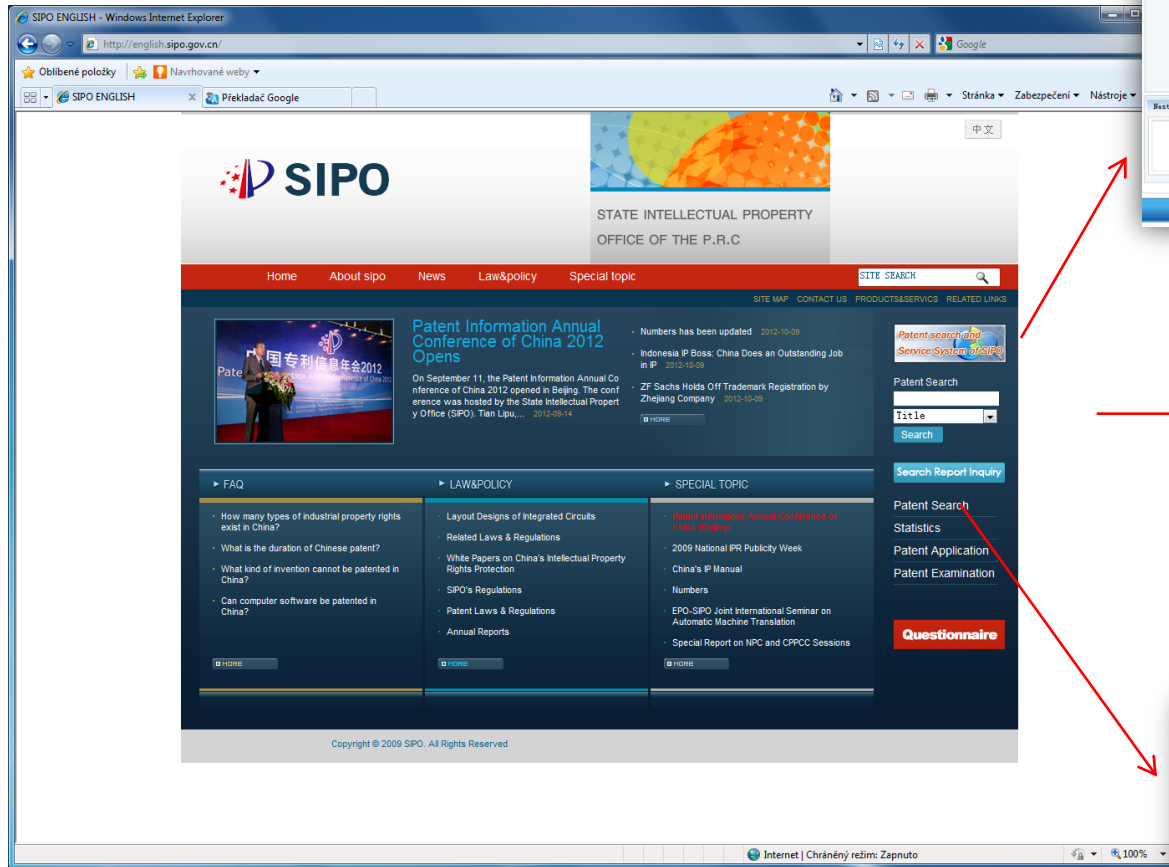 SIPO ENGLISH - Windows Internet Explorer
http://english.sipo.gov.cn/
Google
Oblíbené položky
Navrhované weby
SIPO ENGLISH
Překladač Google
Stránka
Zabezpečení
Nástroje
中文
SIPO
STATE INTELLECTUAL PROPERTY
OFFICE OF THE P.R.C
Home About sipo News Law&policy Special topic
SITE SEARCH
SITE MAP CONTACT US PRODUCTS&SERVICS RELATED LINKS
国专利信息年会2012
Patent Information Annual
Conference of China 2012
Opens
On September 11, the Patent Information Annual Co
nference of China 2012 opened in Beijing. The conf
erence was hosted by the State Intellectual Propert
y Office (SIPO). Tian Lipu,... 2012-09-14
Numbers has been updated 2012-10-09
Indonesia IP Boss: China Does an Outstanding Job
in IP 2012-10-09
ZF Sachs Holds Off Trademark Registration by
Zhejiang Company 2012-10-09
MORE
Patent search and
Service System of SIPO
Patent Search
Title
Search
Search Report Inquiry
Patent Search
Statistics
Patent Application
Patent Examination
Questionnaire
FAQ
How many types of industrial property rights
exist in China?
What is the duration of Chinese patent?
What kind of invention cannot be patented in
China?
Can computer software be patented in
China?
MORE
LAW&POLICY
Layout Designs of Integrated Circuits
Related Laws & Regulations
White Papers on China's Intellectual Property
Rights Protection
SIPO's Regulations
Patent Laws & Regulations
Annual Reports
MORE
SPECIAL TOPIC
Patent Information Annual Conference of
China (Beijing)
2009 National IPR Publicity Week
China's IP Manual
Numbers
EPO-SIPO Joint International Seminar on
Automatic Machine Translation
Special Report on NPC and CPPCC Sessions
MORE
Copyright © 2009 SIPO. All Rights Reserved
Internet | Chráněný režim: Zapnuto
100%